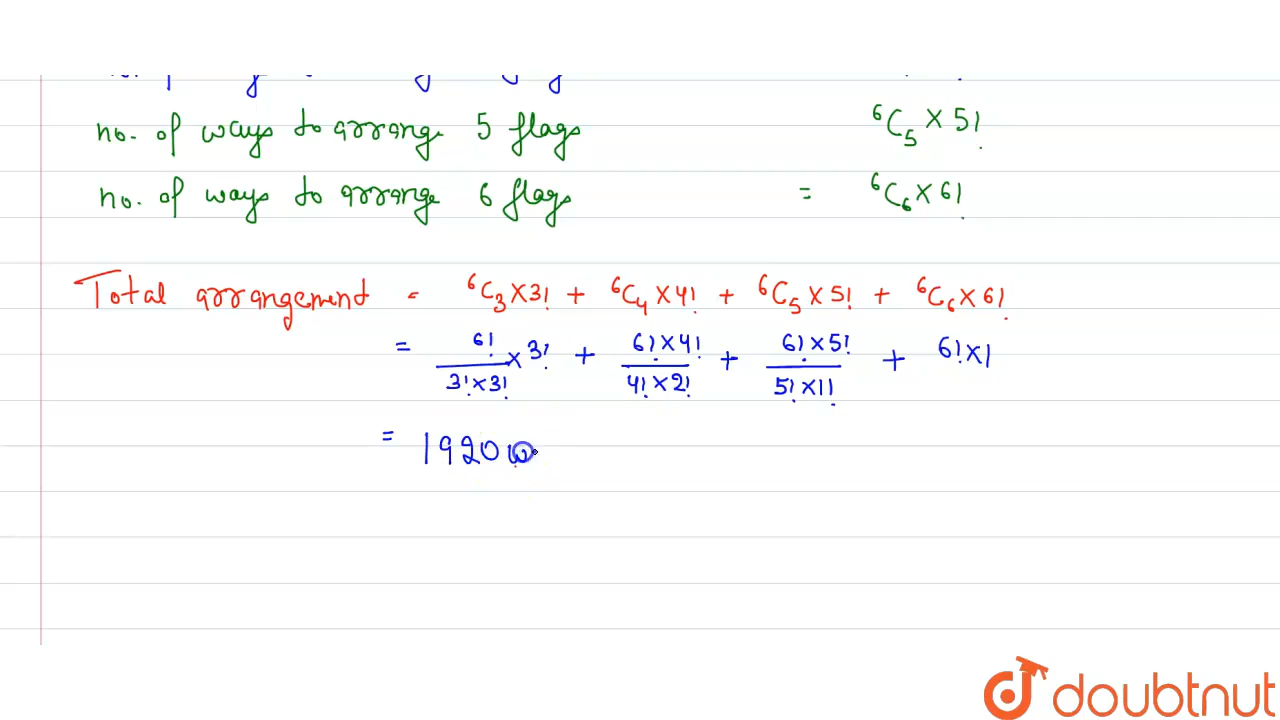 no. of ways to arrange 5 flags ⁶C₅ × 5!
no. of ways to arrange 6 flags = ⁶C₆ × 6!
Total arrangement = ⁶C₃ × 3! + ⁶C₄ × 4! + ⁶C₅ × 5! + ⁶C₆ × 6!
= 6!/(3! × 3!) × 3! + (6! × 4!)/(4! × 2!) + (6! × 5!)/(5! × 1!) + 6! × 1
= 1920 w
doubtnut